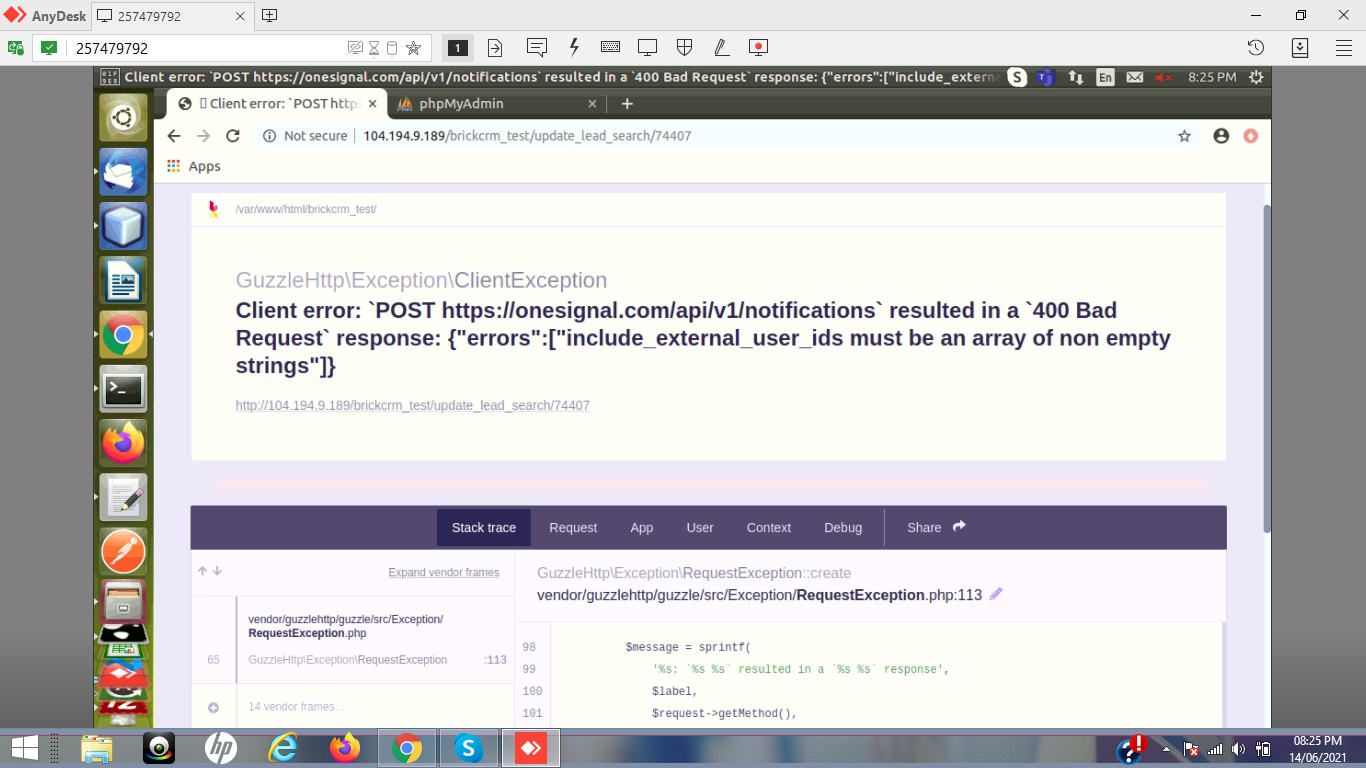 AnyDesk
257479792
257479792
1
Client error: `POST https://onesignal.com/api/v1/notifications` resulted in a `400 Bad Request` response: {"errors":["include_extern
En
8:25 PM
Client error: `POST https
phpMyAdmin
Not secure
104.194.9.189/brickcrm_test/update_lead_search/74407
Apps
/var/www/html/brickcrm_test/
GuzzleHttp\Exception\ClientException
Client error: `POST https://onesignal.com/api/v1/notifications` resulted in a `400 Bad
Request` response: {"errors":["include_external_user_ids must be an array of non empty
strings"]}
http://104.194.9.189/brickcrm_test/update_lead_search/74407
Stack trace
Request
App
User
Context
Debug
Share
Expand vendor frames
GuzzleHttp\Exception\RequestException::create
vendor/guzzlehttp/guzzle/src/Exception/RequestException.php:113
vendor/guzzlehttp/guzzle/src/Exception/
RequestException.php
65
GuzzleHttp\Exception\RequestException
:113
14 vendor frames…
98 $message = sprintf(
99 '%s: `%s %s` resulted in a `%s %s` response',
100 $label,
101 $request->getMethod(),
08:25 PM
14/06/2021